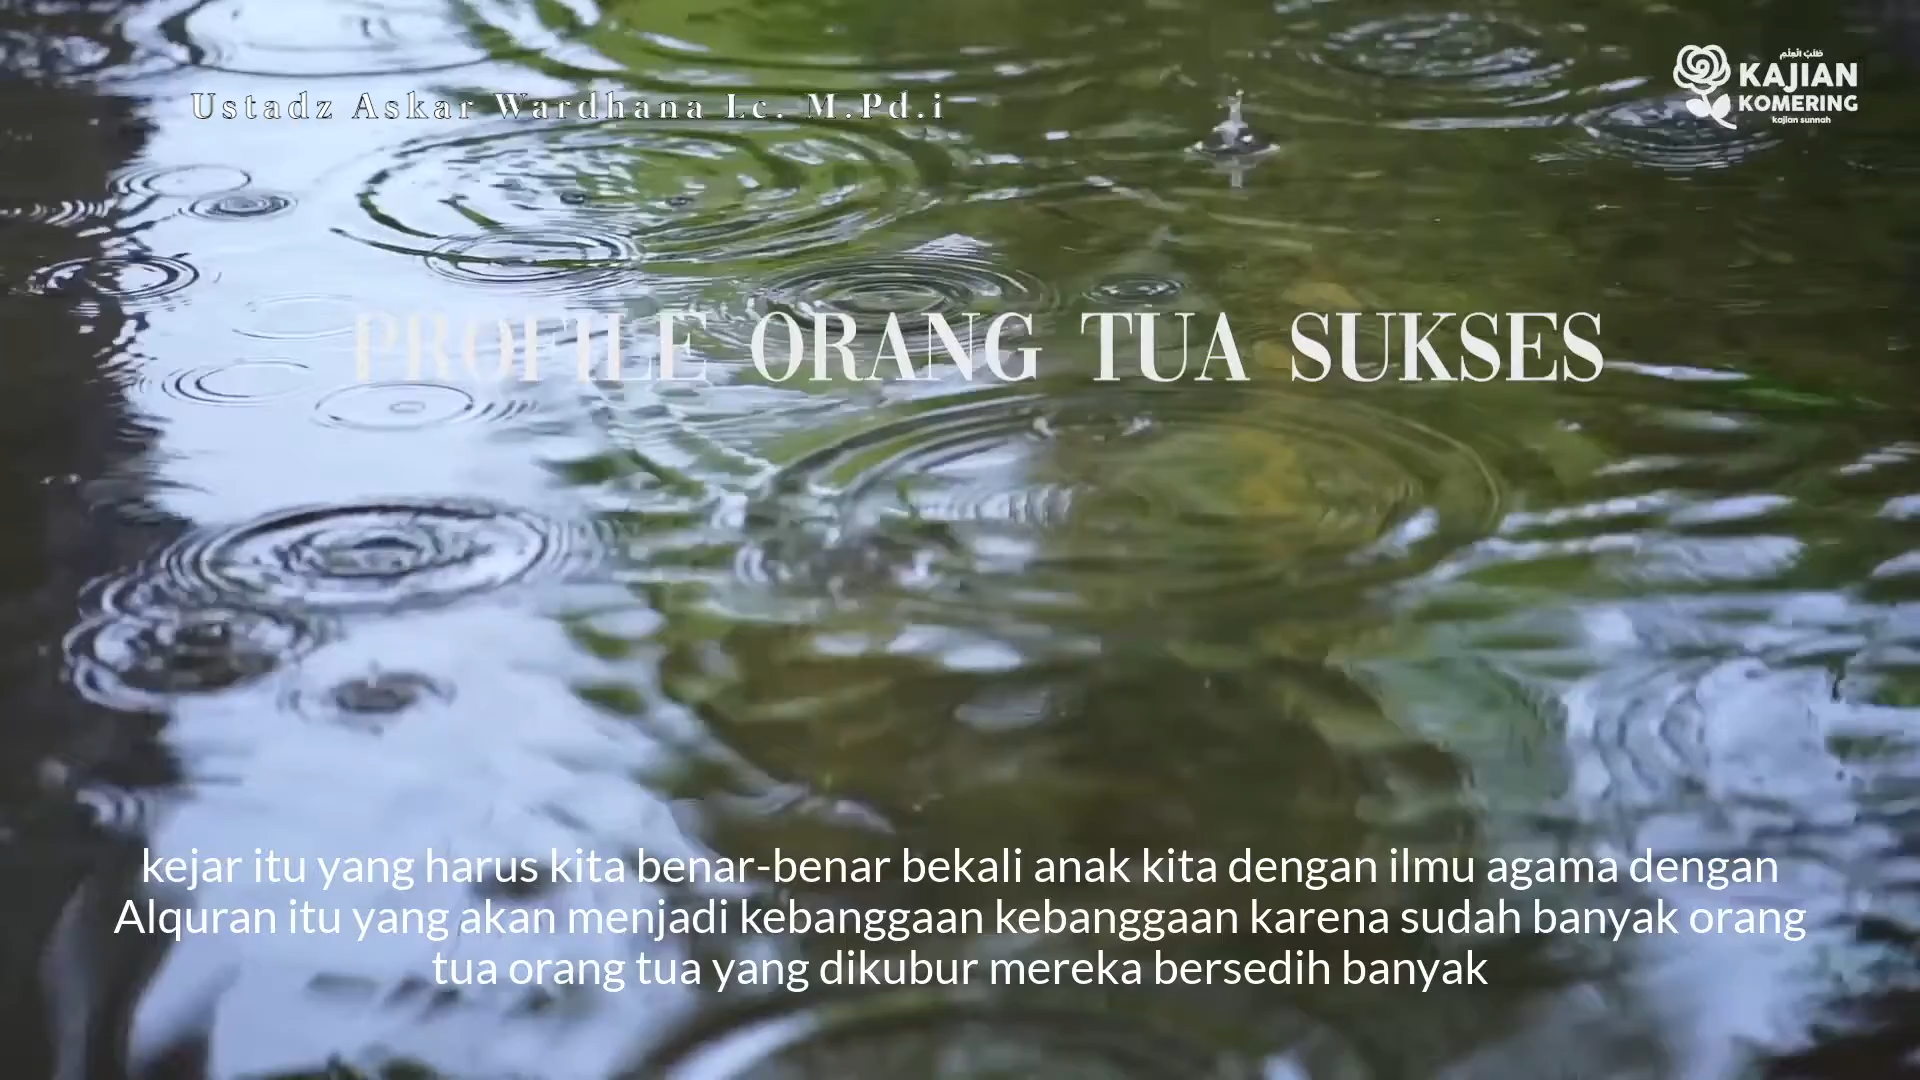 Ustadz Askar Wardhana Lc. M.Pd.i
طلب العلم
KAJIAN
KOMERING
kajian sunnah
PROFILE ORANG TUA SUKSES
kejar itu yang harus kita benar-benar bekali anak kita dengan ilmu agama dengan
Alquran itu yang akan menjadi kebanggaan kebanggaan karena sudah banyak orang
tua orang tua yang dikubur mereka bersedih banyak